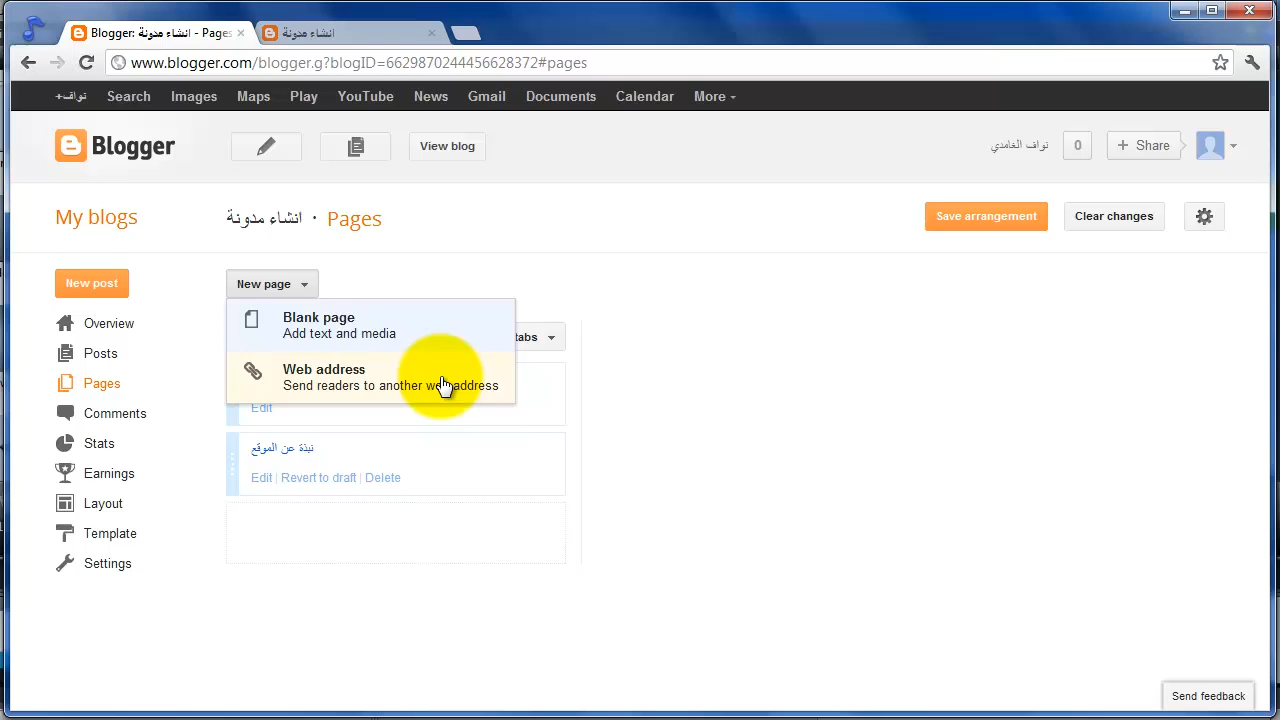 Blogger: انشاء مدونة - Pages
انشاء مدونة
www.blogger.com/blogger.g?blogID=6629870244456628372#pages
+نواف Search Images Maps Play YouTube News Gmail Documents Calendar More
Blogger View blog نواف الغامدي 0 + Share
My blogs انشاء مدونة · Pages Save arrangement Clear changes
New post New page
Blank page
Add text and media
Overview
tabs
Posts
Web address
Send readers to another web address
Pages
Edit
Comments
نبذة عن الموقع
Stats
Edit | Revert to draft | Delete
Earnings
Layout
Template
Settings
Send feedback